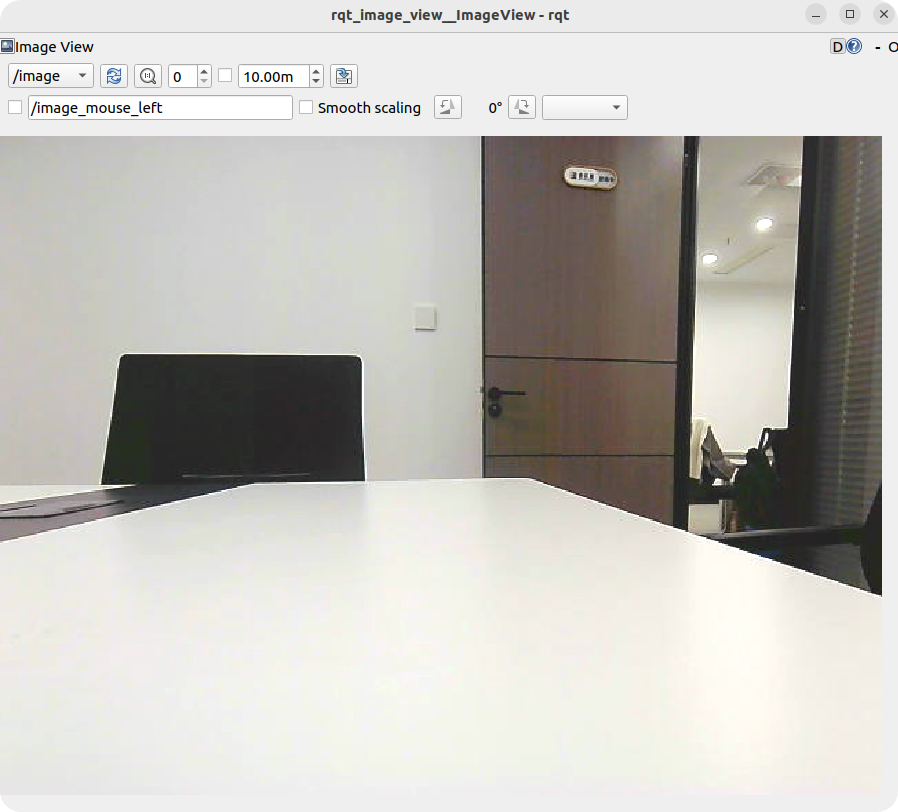 rqt_image_view__ImageView - rqt
Image View
D
- O
/image
0
10.00m
/image_mouse_left
Smooth scaling
0°